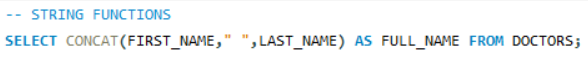 -- STRING FUNCTIONS
SELECT CONCAT(FIRST_NAME," ",LAST_NAME) AS FULL_NAME FROM DOCTORS;